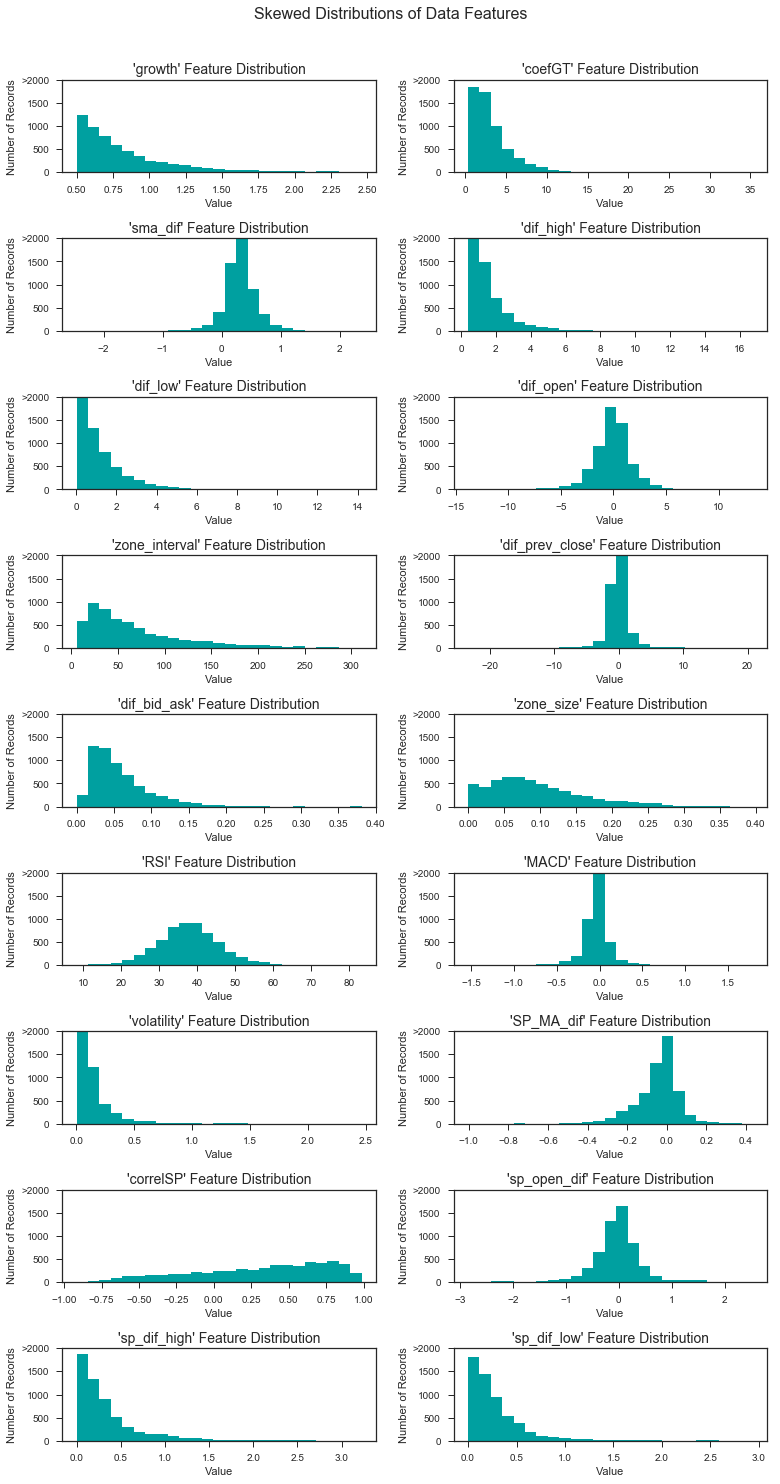 Skewed Distributions of Data Features
'growth' Feature Distribution
Number of Records
>2000
1500
1000
500
0
0.50 0.75 1.00 1.25 1.50 1.75 2.00 2.25 2.50
Value
'coefGT' Feature Distribution
Number of Records
>2000
1500
1000
500
0
0 5 10 15 20 25 30 35
Value
'sma_dif' Feature Distribution
Number of Records
>2000
1500
1000
500
0
−2 −1 0 1 2
Value
'dif_high' Feature Distribution
Number of Records
>2000
1500
1000
500
0
0 2 4 6 8 10 12 14 16
Value
'dif_low' Feature Distribution
Number of Records
>2000
1500
1000
500
0
0 2 4 6 8 10 12 14
Value
'dif_open' Feature Distribution
Number of Records
>2000
1500
1000
500
0
−15 −10 −5 0 5 10
Value
'zone_interval' Feature Distribution
Number of Records
>2000
1500
1000
500
0
0 50 100 150 200 250 300
Value
'dif_prev_close' Feature Distribution
Number of Records
>2000
1500
1000
500
0
−20 −10 0 10 20
Value
'dif_bid_ask' Feature Distribution
Number of Records
>2000
1500
1000
500
0
0.00 0.05 0.10 0.15 0.20 0.25 0.30 0.35 0.40
Value
'zone_size' Feature Distribution
Number of Records
>2000
1500
1000
500
0
0.00 0.05 0.10 0.15 0.20 0.25 0.30 0.35 0.40
Value
'RSI' Feature Distribution
Number of Records
>2000
1500
1000
500
0
10 20 30 40 50 60 70 80
Value
'MACD' Feature Distribution
Number of Records
>2000
1500
1000
500
0
−1.5 −1.0 −0.5 0.0 0.5 1.0 1.5
Value
'volatility' Feature Distribution
Number of Records
>2000
1500
1000
500
0
0.0 0.5 1.0 1.5 2.0 2.5
Value
'SP_MA_dif' Feature Distribution
Number of Records
>2000
1500
1000
500
0
−1.0 −0.8 −0.6 −0.4 −0.2 0.0 0.2 0.4
Value
'correlSP' Feature Distribution
Number of Records
>2000
1500
1000
500
0
−1.00 −0.75 −0.50 −0.25 0.00 0.25 0.50 0.75 1.00
Value
'sp_open_dif' Feature Distribution
Number of Records
>2000
1500
1000
500
0
−3 −2 −1 0 1 2
Value
'sp_dif_high' Feature Distribution
Number of Records
>2000
1500
1000
500
0
0.0 0.5 1.0 1.5 2.0 2.5 3.0
Value
'sp_dif_low' Feature Distribution
Number of Records
>2000
1500
1000
500
0
0.0 0.5 1.0 1.5 2.0 2.5 3.0
Value